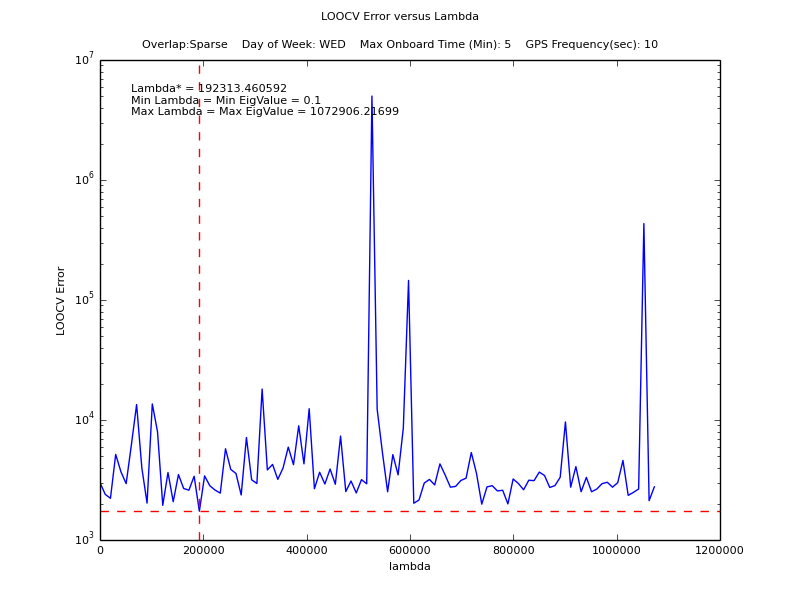 LOOCV Error versus Lambda
Overlap:Sparse    Day of Week: WED    Max Onboard Time (Min): 5    GPS Frequency(sec): 10
Lambda* = 192313.460592
Min Lambda = Min EigValue = 0.1
Max Lambda = Max EigValue = 1072906.21699
LOOCV Error
10^7
10^6
10^5
10^4
10^3
0 200000 400000 600000 800000 1000000 1200000
lambda